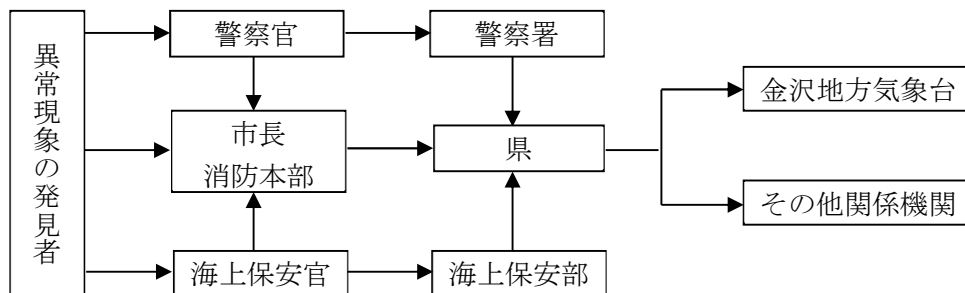 異常現象の発見者
警察官
警察署
市長
消防本部
県
海上保安官
海上保安部
金沢地方気象台
その他関係機関